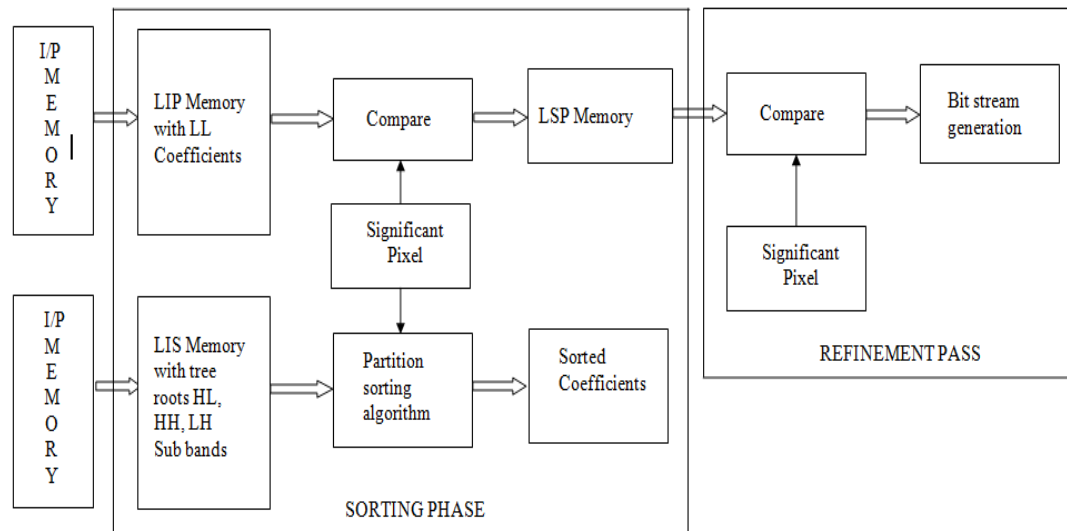 I/P
M
E
M
O
R
Y
LIP Memory
with LL
Coefficients
Compare
LSP Memory
Compare
Bit stream
generation
Significant
Pixel
Significant
Pixel
I/P
M
E
M
O
R
Y
LIS Memory
with tree
roots HL,
HH, LH
Sub bands
Partition
sorting
algorithm
Sorted
Coefficients
REFINEMENT PASS
SORTING PHASE